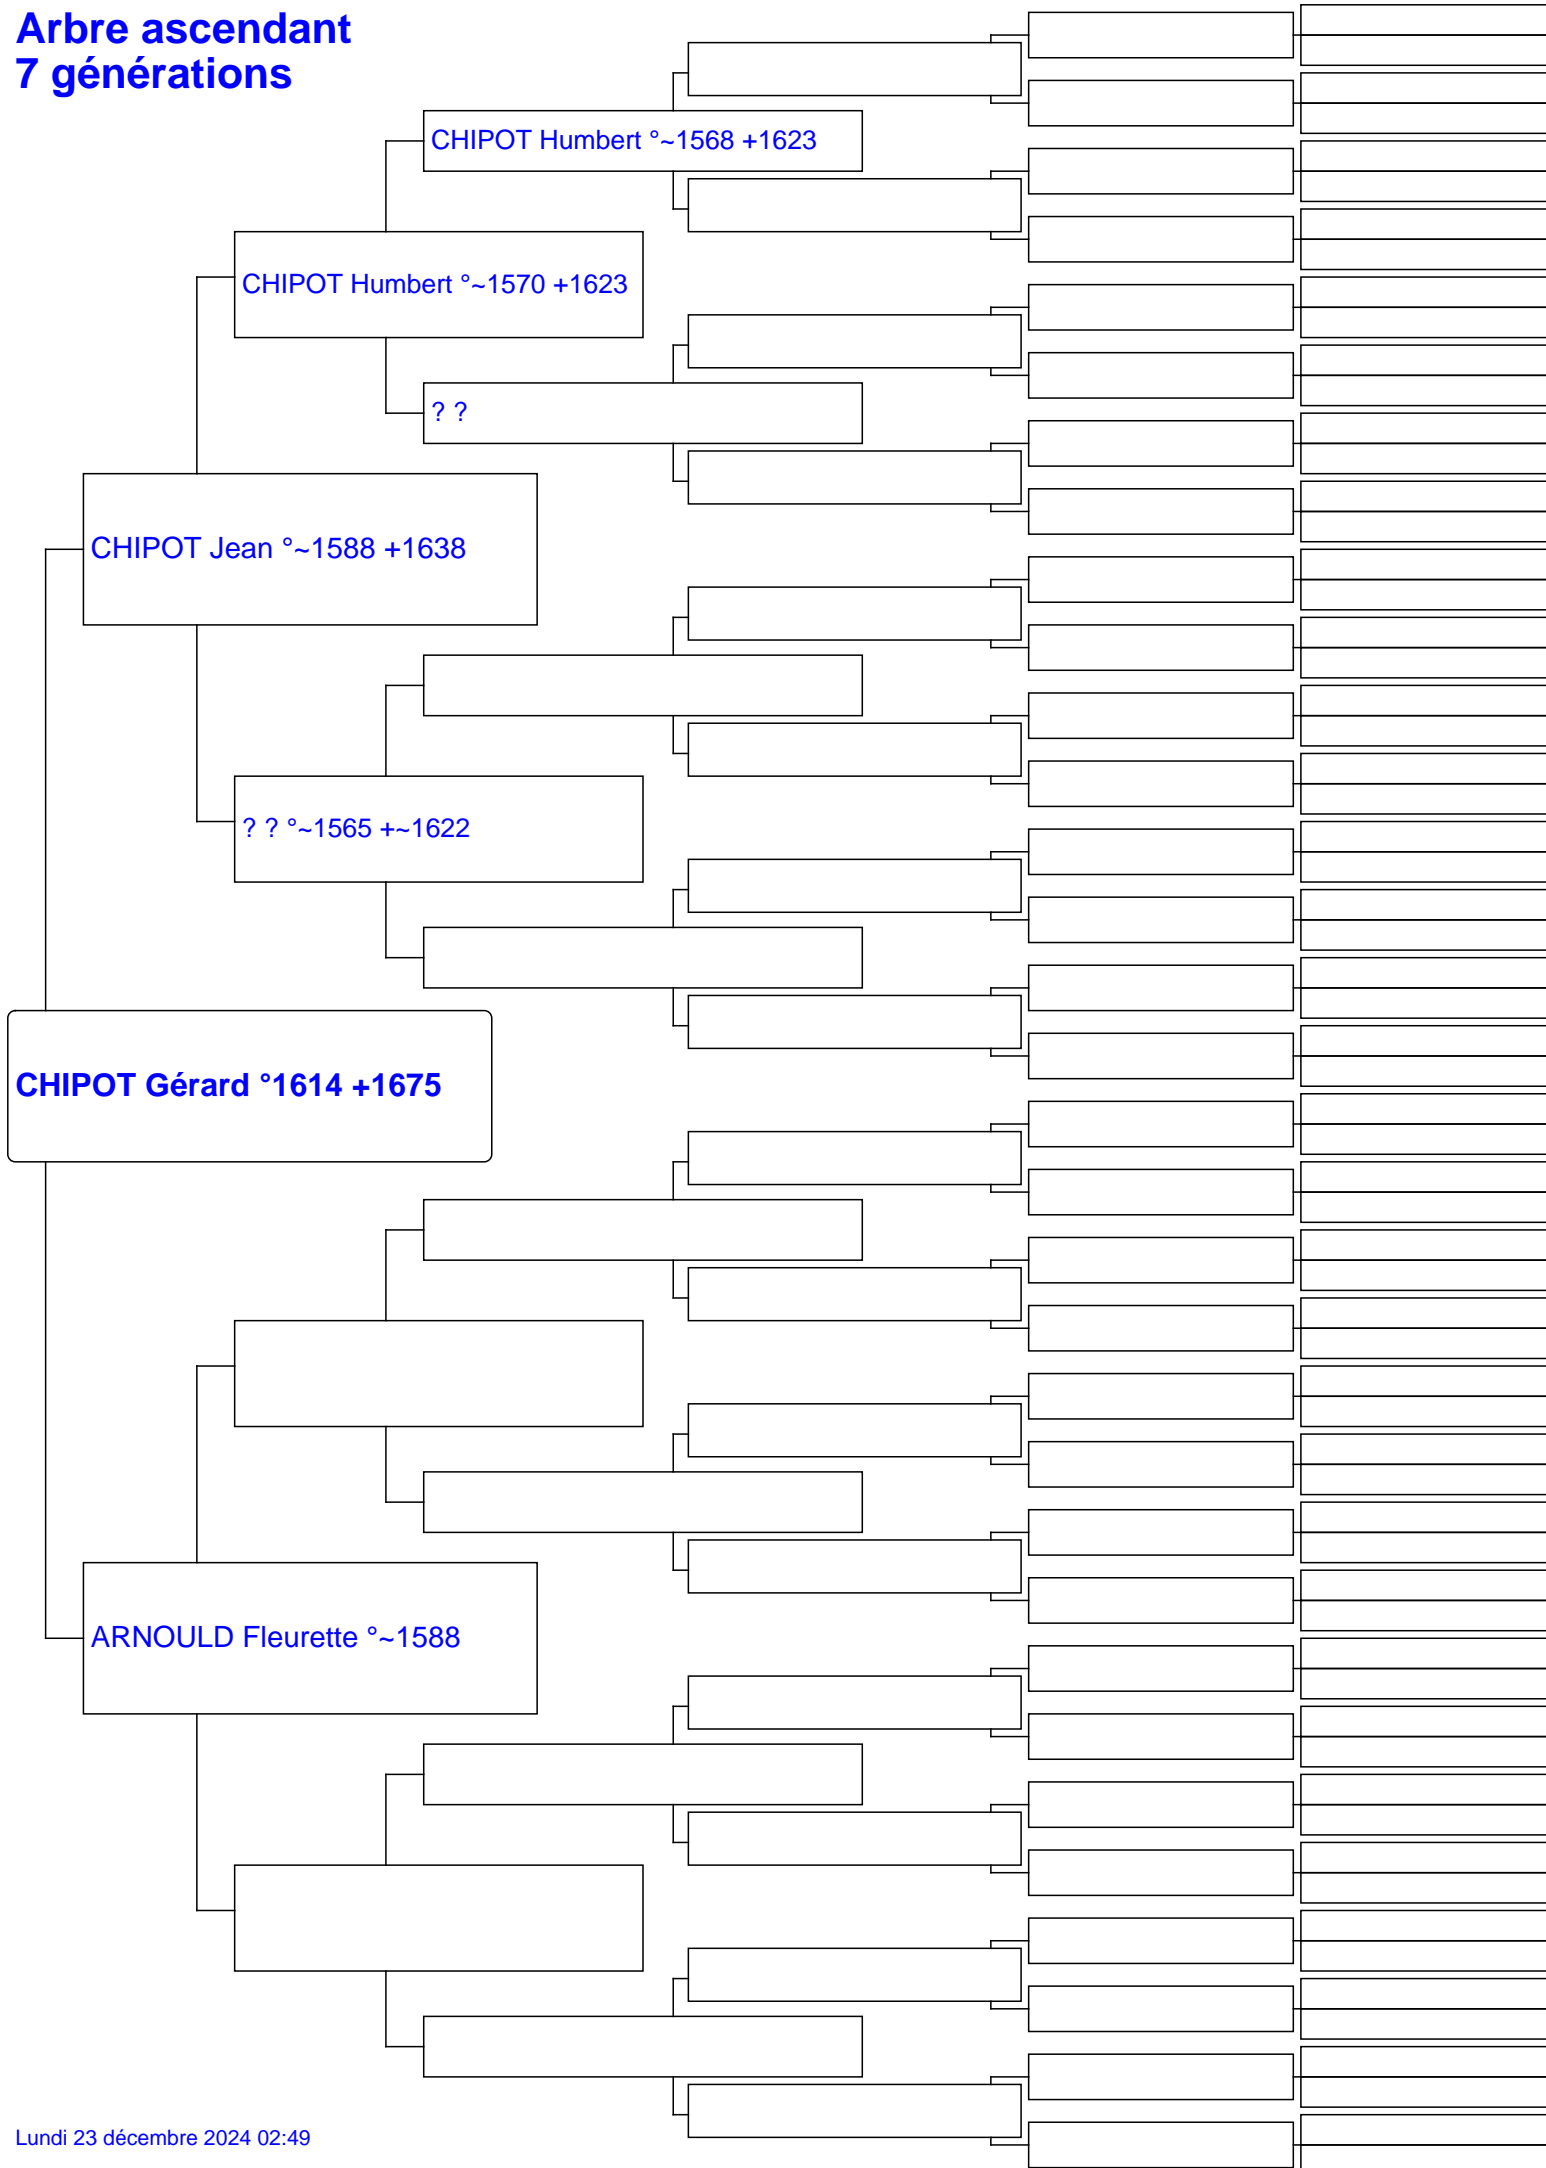 Arbre ascendant
7 générations
CHIPOT Humbert °~1568 +1623
CHIPOT Humbert °~1570 +1623
? ?
CHIPOT Jean °~1588 +1638
? ? °~1565 +~1622
CHIPOT Gérard °1614 +1675
ARNOULD Fleurette °~1588
Lundi 23 décembre 2024 02:49